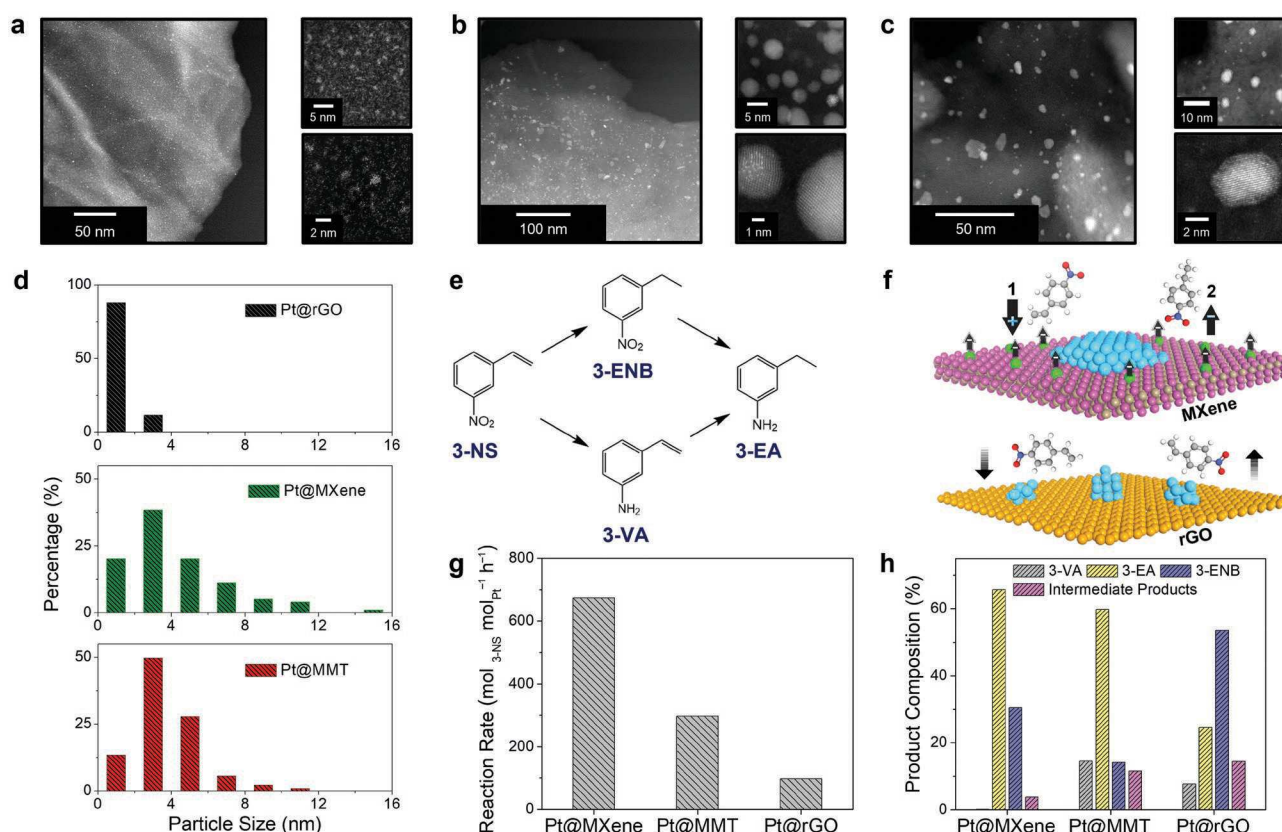 a
50 nm
5 nm
2 nm
b
100 nm
5 nm
1 nm
c
50 nm
10 nm
2 nm
d
100
50
0
Pt@rGO
0 4 8 12 16
50
25
0
Pt@MXene
0 4 8 12 16
50
25
0
Pt@MMT
0 4 8 12 16
Percentage (%)
Particle Size (nm)
e
NO₂
3-NS
NO₂
3-ENB
NH₂
3-VA
NH₂
3-EA
f
1
+
2
−
MXene
rGO
g
800
600
400
200
0
Reaction Rate (mol 3-NS mol Pt⁻¹ h⁻¹)
Pt@MXene Pt@MMT Pt@rGO
h
3-VA 3-EA 3-ENB
Intermediate Products
60
40
20
0
Product Composition (%)
Pt@MXene Pt@MMT Pt@rGO